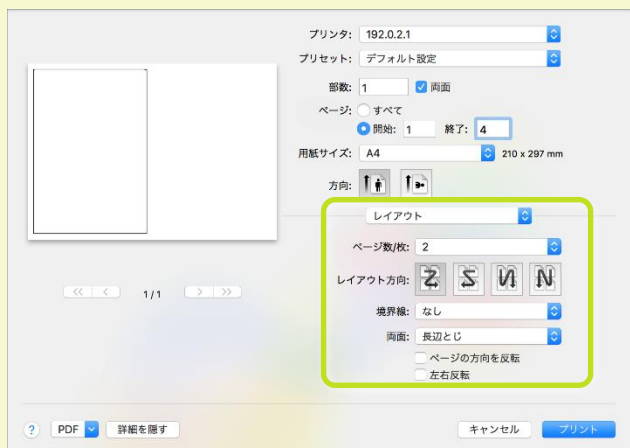 プリンタ: 192.0.2.1
プリセット: デフォルト設定
部数: 1 両面
ページ: すべて
開始: 1 終了: 4
用紙サイズ: A4 210 x 297 mm
方向:
レイアウト
ページ数/枚: 2
レイアウト方向:
境界線: なし
両面: 長辺とじ
ページの方向を反転
左右反転
<< < 1 / 1 > >>
? PDF 詳細を隠す キャンセル プリント